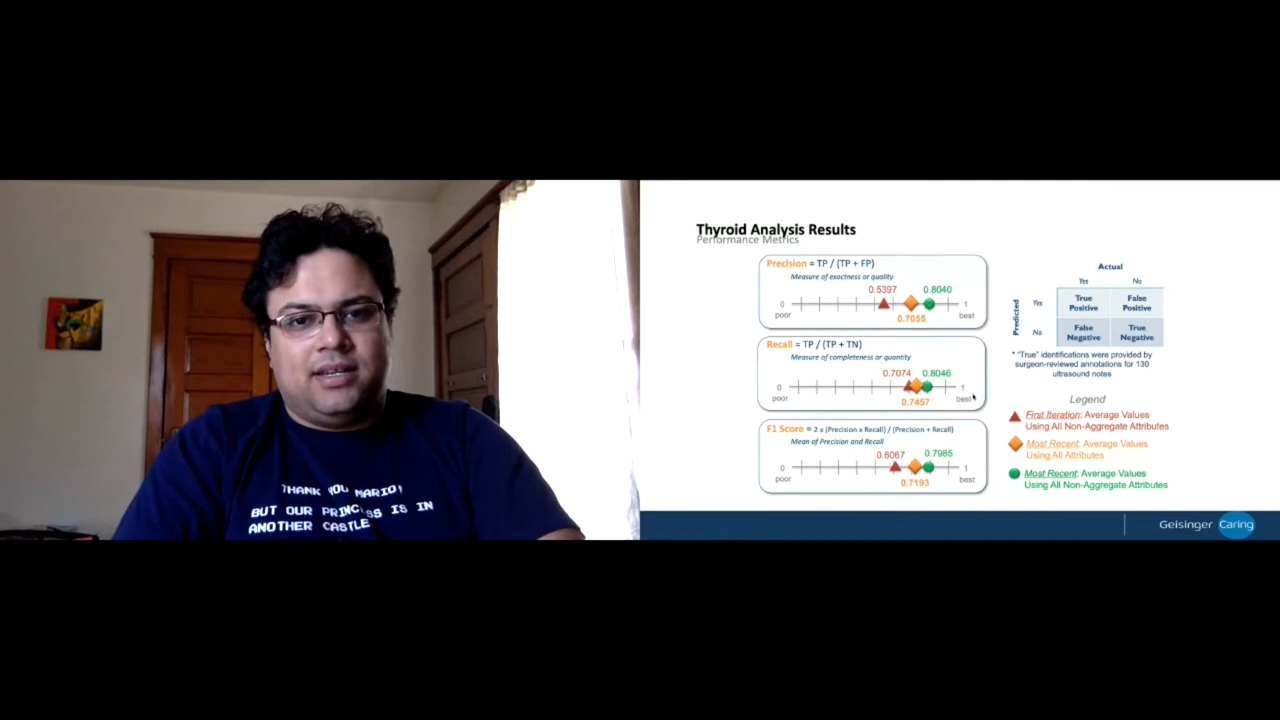 THANK YOU MARIO!
BUT OUR PRINCESS IS IN
ANOTHER CASTLE
Thyroid Analysis Results
Performance Metrics
Precision = TP / (TP + FP)
Measure of exactness or quality
0.5397 0.8040
0 1
poor best
0.7055
Recall = TP / (TP + TN)
Measure of completeness or quantity
0.7074 0.8046
0 1
poor best
0.7457
F1 Score = 2 x (Precision x Recall) / (Precision + Recall)
Mean of Precision and Recall
0.6067 0.7985
0 1
poor best
0.7193
Actual
Yes No
Predicted
Yes
True Positive
False Positive
No
False Negative
True Negative
* "True" identifications were provided by
surgeon-reviewed annotations for 130
ultrasound notes
Legend
First Iteration: Average Values
Using All Non-Aggregate Attributes
Most Recent: Average Values
Using All Attributes
Most Recent: Average Values
Using All Non-Aggregate Attributes
Geisinger Caring